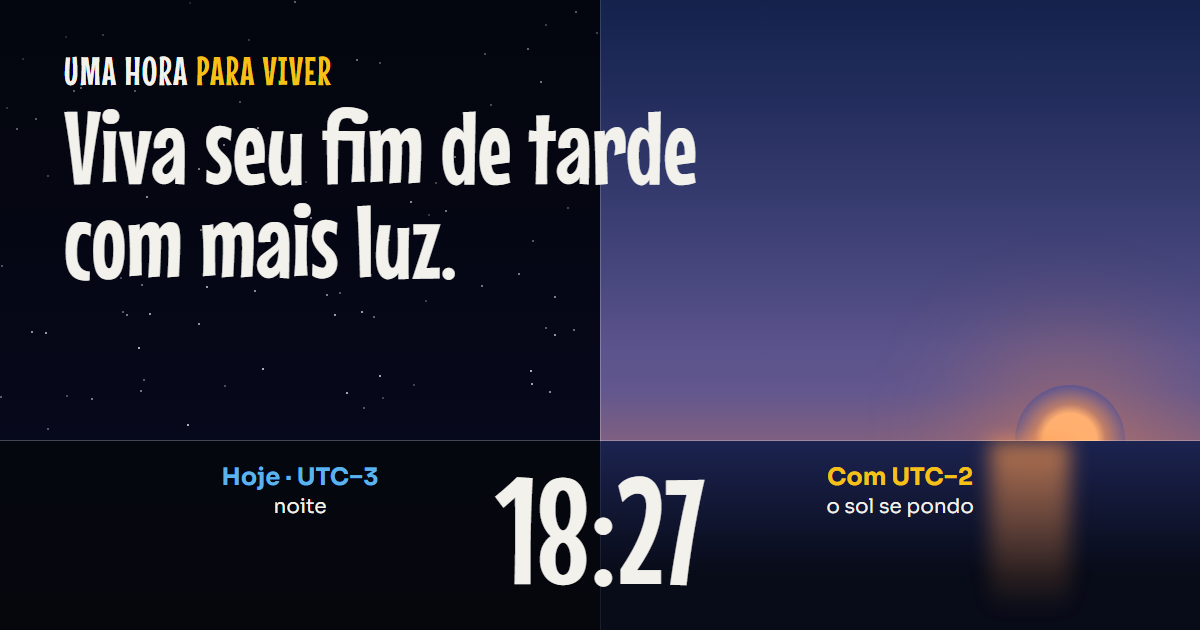 UMA HORA PARA VIVER
Viva seu fim de tarde
com mais luz.
Hoje · UTC−3
noite
18:27
Com UTC−2
o sol se pondo